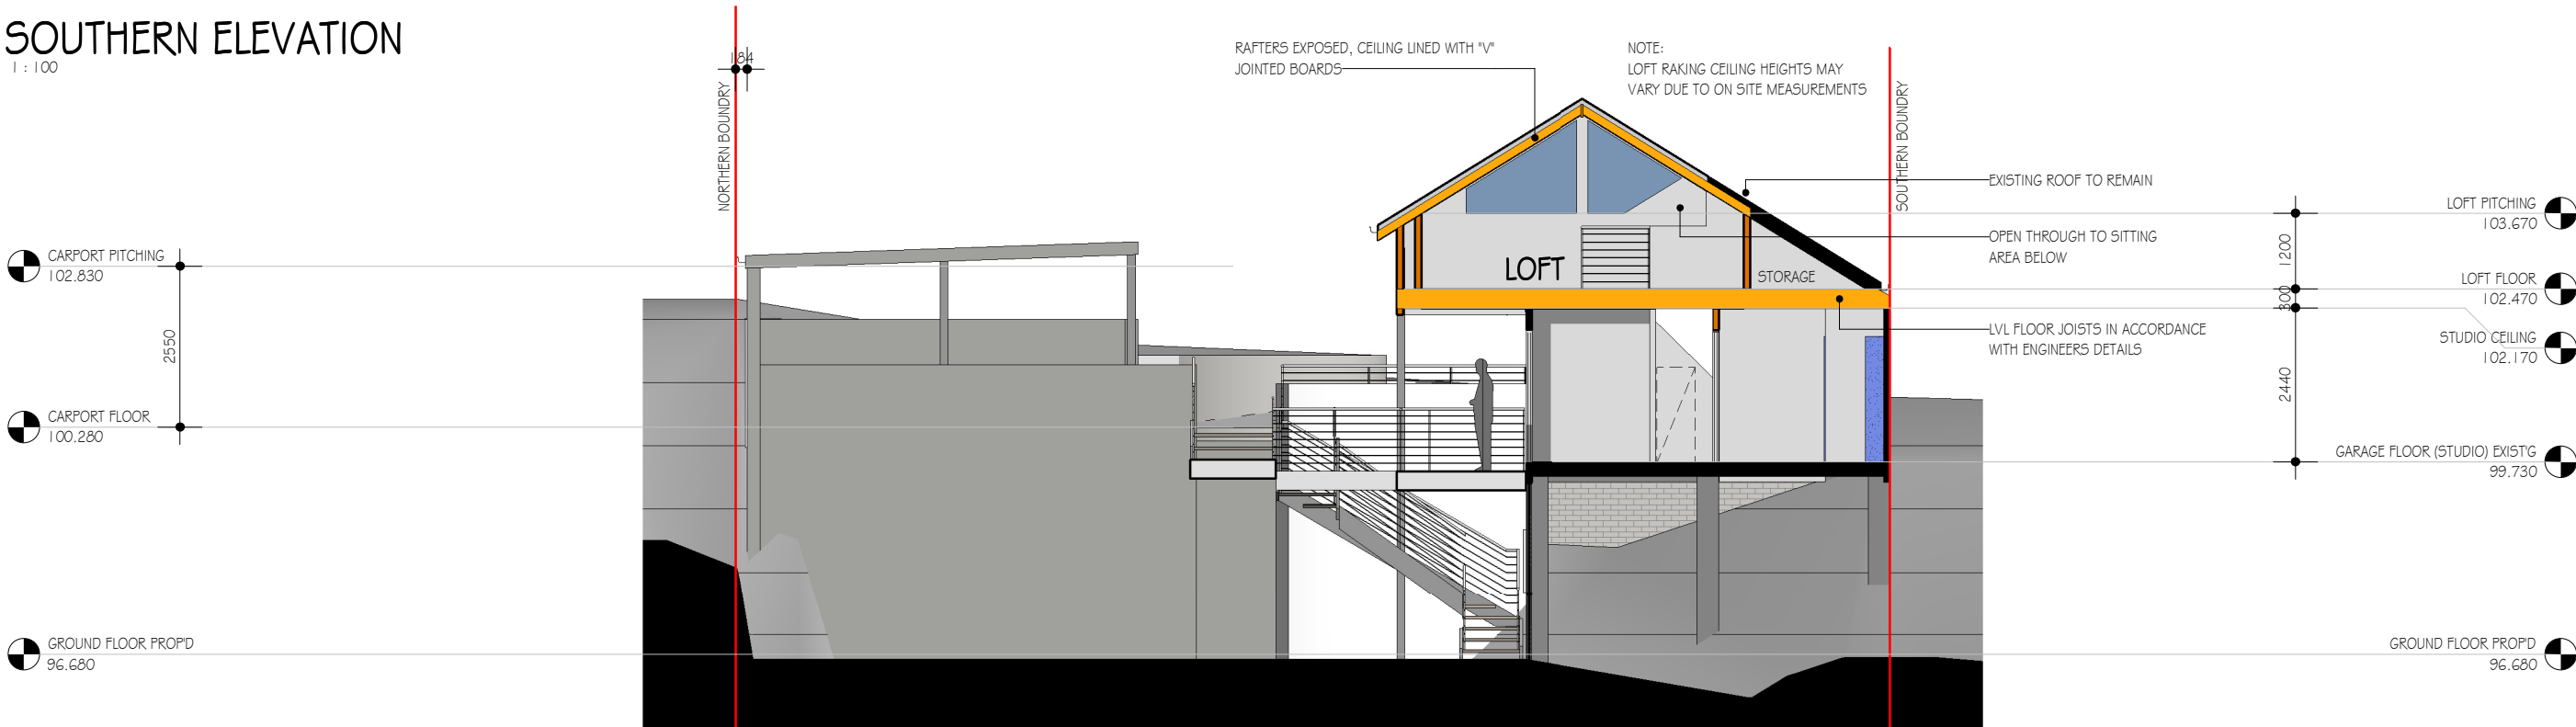 SOUTHERN ELEVATION
1 : 100
184
NORTHERN BOUNDRY
RAFTERS EXPOSED, CEILING LINED WITH "V"
JOINTED BOARDS
NOTE:
LOFT RAKING CEILING HEIGHTS MAY
VARY DUE TO ON SITE MEASUREMENTS
SOUTHERN BOUNDRY
EXISTING ROOF TO REMAIN
OPEN THROUGH TO SITTING
AREA BELOW
LOFT
STORAGE
LVL FLOOR JOISTS IN ACCORDANCE
WITH ENGINEERS DETAILS
CARPORT PITCHING
102.830
2550
CARPORT FLOOR
100.280
GROUND FLOOR PROP'D
96.680
LOFT PITCHING
103.670
1200
LOFT FLOOR
102.470
300
STUDIO CEILING
102.170
2440
GARAGE FLOOR (STUDIO) EXIST'G
99.730
GROUND FLOOR PROP'D
96.680